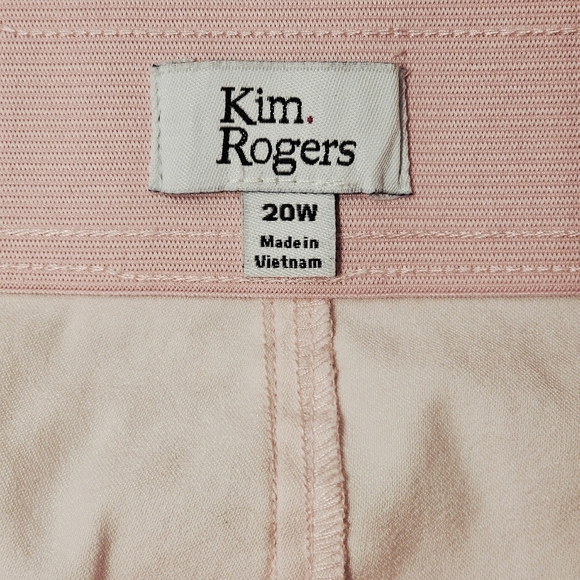 Kim.
Rogers
20W
Made in
Vietnam